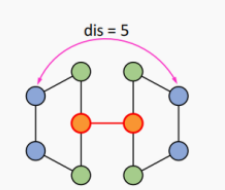 dis = 5